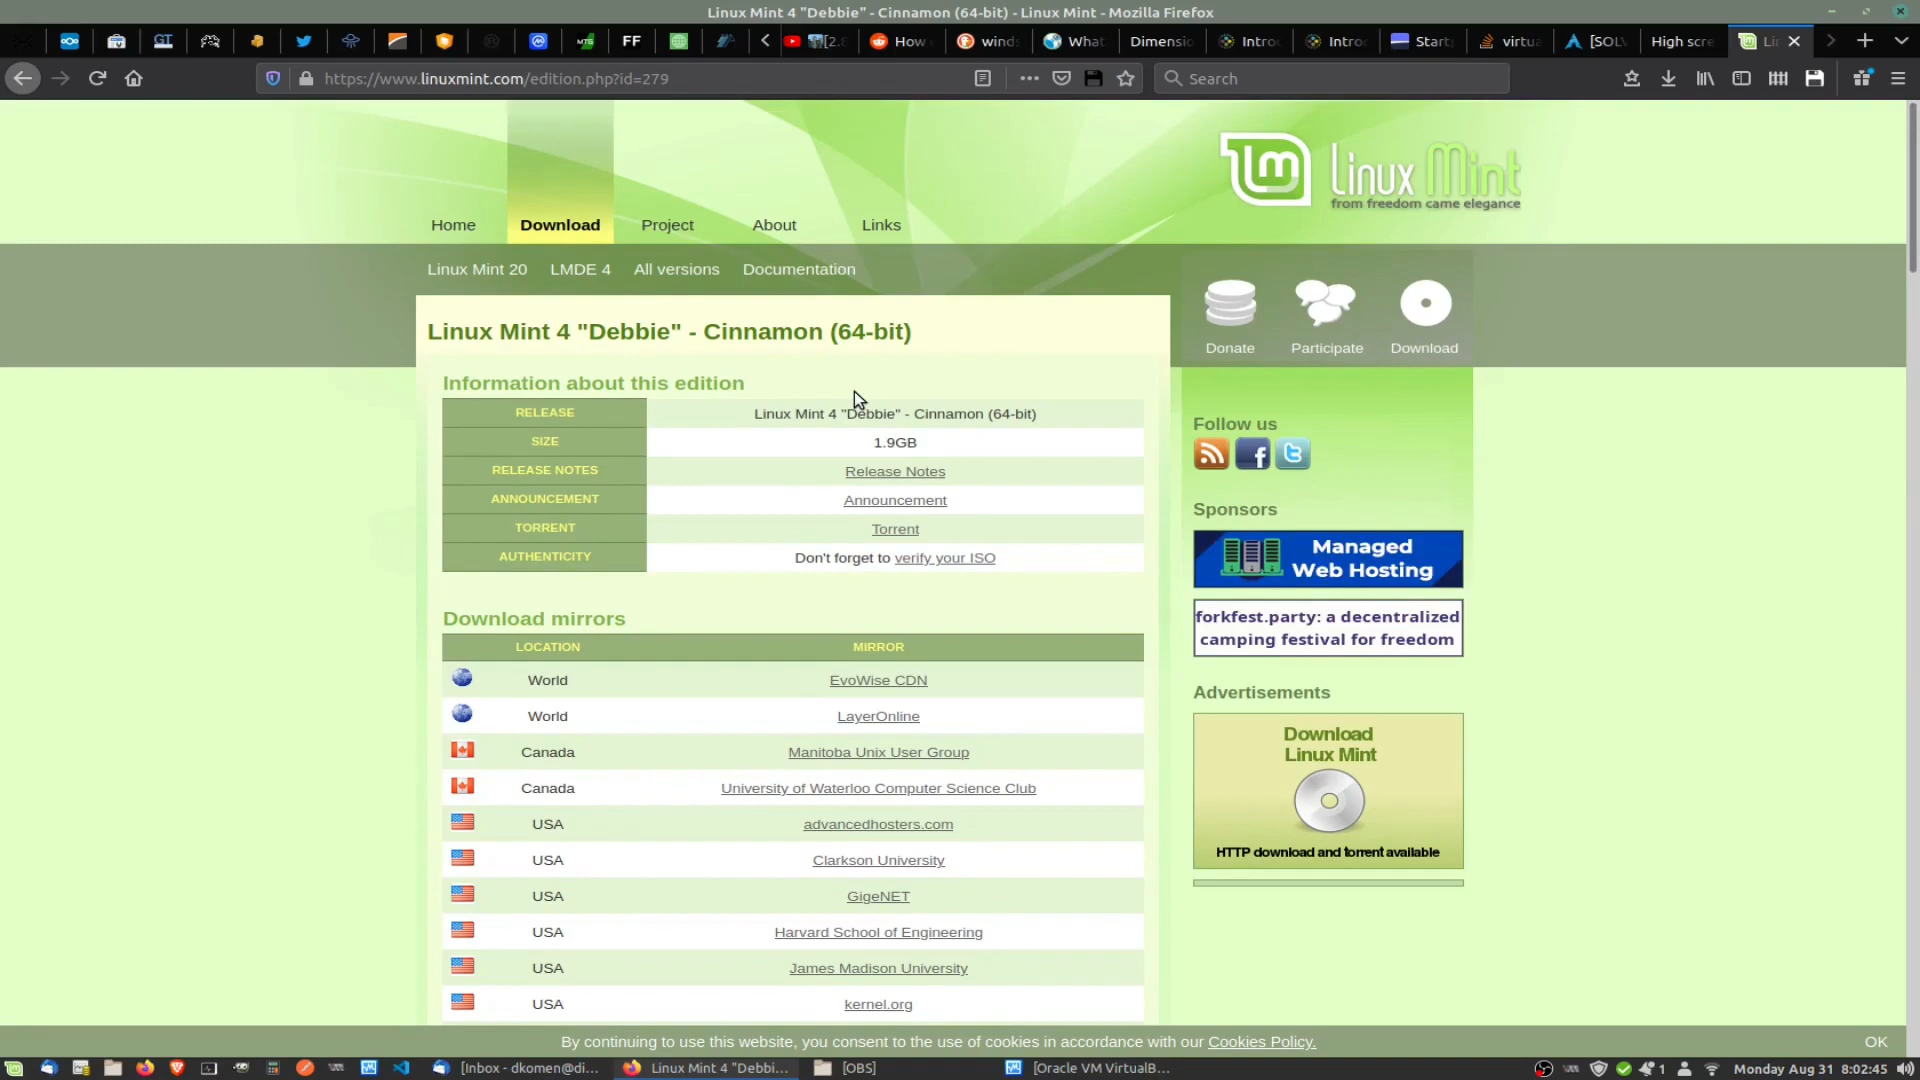 Linux Mint 4 "Debbie" - Cinnamon (64-bit) - Linux Mint - Mozilla Firefox
GT
MTG
FF
[2.8
How
wind
What
Dimensio
Intro
Intro
Start
virtua
[SOLV
High scre
Li
https://www.linuxmint.com/edition.php?id=279
Search
lm Linux Mint
from freedom came elegance
Home Download Project About Links
Linux Mint 20 LMDE 4 All versions Documentation
Donate Participate Download
Linux Mint 4 "Debbie" - Cinnamon (64-bit)
Information about this edition
RELEASE Linux Mint 4 "Debbie" - Cinnamon (64-bit)
SIZE 1.9GB
RELEASE NOTES Release Notes
ANNOUNCEMENT Announcement
TORRENT Torrent
AUTHENTICITY Don't forget to verify your ISO
Download mirrors
LOCATION MIRROR
World EvoWise CDN
World LayerOnline
Canada Manitoba Unix User Group
Canada University of Waterloo Computer Science Club
USA advancedhosters.com
USA Clarkson University
USA GigeNET
USA Harvard School of Engineering
USA James Madison University
USA kernel.org
Follow us
Sponsors
Managed
Web Hosting
forkfest.party: a decentralized
camping festival for freedom
Advertisements
Download
Linux Mint
HTTP download and torrent available
By continuing to use this website, you consent to the use of cookies in accordance with our Cookies Policy.
OK
[Inbox - dkomen@di...
Linux Mint 4 "Debbi...
[OBS]
[Oracle VM VirtualB...
1
Monday Aug 31 8:02:45